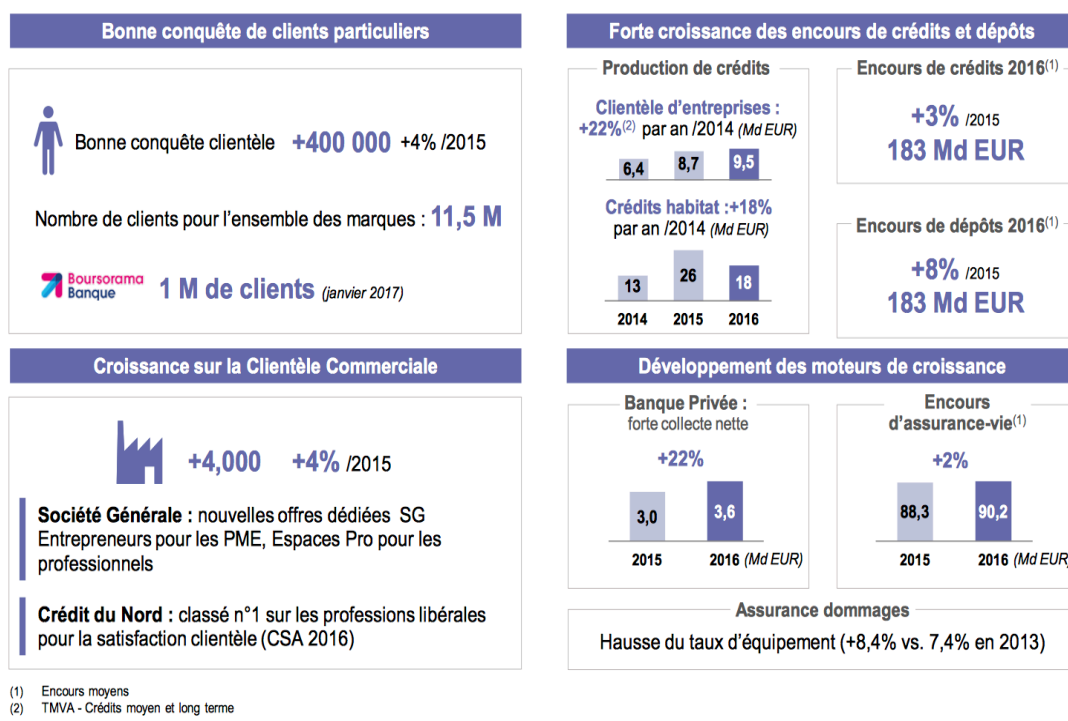 Bonne conquête de clients particuliers
Bonne conquête clientèle +400 000 +4% /2015
Nombre de clients pour l'ensemble des marques : 11,5 M
Boursorama
Banque
1 M de clients (janvier 2017)
Forte croissance des encours de crédits et dépôts
Production de crédits
Clientèle d'entreprises :
+22%(2) par an /2014 (Md EUR)
6,4 8,7 9,5
Crédits habitat :+18%
par an /2014 (Md EUR)
13 26 18
2014 2015 2016
Encours de crédits 2016(1)
+3% /2015
183 Md EUR
Encours de dépôts 2016(1)
+8% /2015
183 Md EUR
Croissance sur la Clientèle Commerciale
+4,000 +4% /2015
Société Générale : nouvelles offres dédiées SG
Entrepreneurs pour les PME, Espaces Pro pour les
professionnels
Crédit du Nord : classé n°1 sur les professions libérales
pour la satisfaction clientèle (CSA 2016)
Développement des moteurs de croissance
Banque Privée :
forte collecte nette
+22%
3,0 3,6
2015 2016 (Md EUR)
Encours
d'assurance-vie(1)
+2%
88,3 90,2
2015 2016 (Md EUR)
Assurance dommages
Hausse du taux d'équipement (+8,4% vs. 7,4% en 2013)
(1) Encours moyens
(2) TMVA - Crédits moyen et long terme